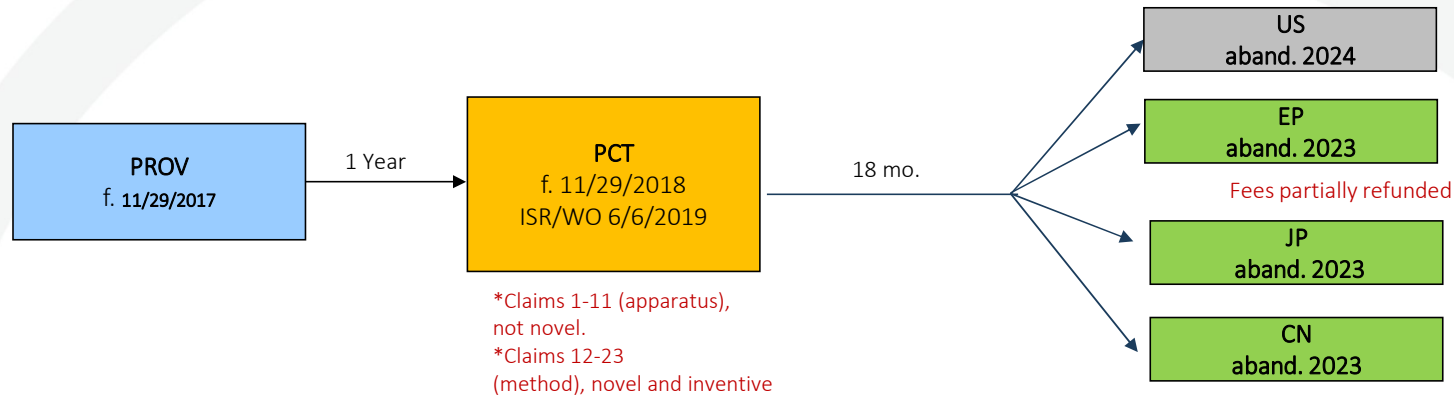 PROV
f. 11/29/2017
1 Year
PCT
f. 11/29/2018
ISR/WO 6/6/2019
*Claims 1-11 (apparatus),
not novel.
*Claims 12-23
(method), novel and inventive
18 mo.
US
aband. 2024
EP
aband. 2023
Fees partially refunded
JP
aband. 2023
CN
aband. 2023